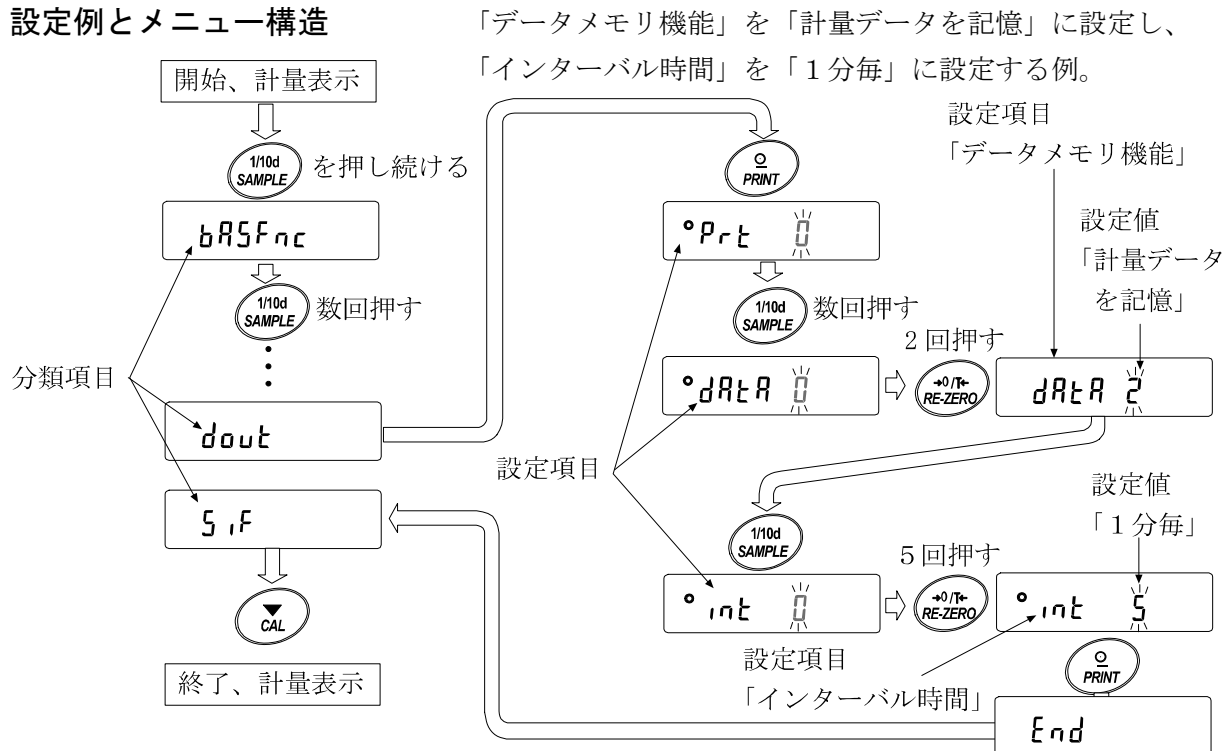 設定例とメニュー構造
「データメモリ機能」を「計量データを記憶」に設定し、
「インターバル時間」を「１分毎」に設定する例。
開始、計量表示
1/10d
SAMPLE
を押し続ける
bASFnc
1/10d
SAMPLE
数回押す
分類項目
dout
SiF
CAL
終了、計量表示
PRINT
Prt 0
1/10d
SAMPLE
数回押す
dAtA 0
２回押す
→0/T←
RE-ZERO
設定項目
「データメモリ機能」
設定値
「計量データ
を記憶」
dAtA 2
設定項目
1/10d
SAMPLE
int 0
５回押す
→0/T←
RE-ZERO
設定値
「１分毎」
int 5
設定項目
「インターバル時間」
PRINT
End